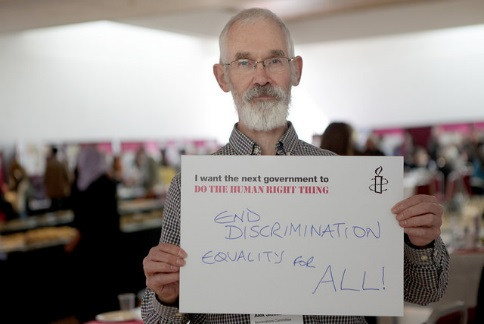 I want the next government to
DO THE HUMAN RIGHT THING
END
DISCRIMINATION
EQUALITY FOR
ALL!